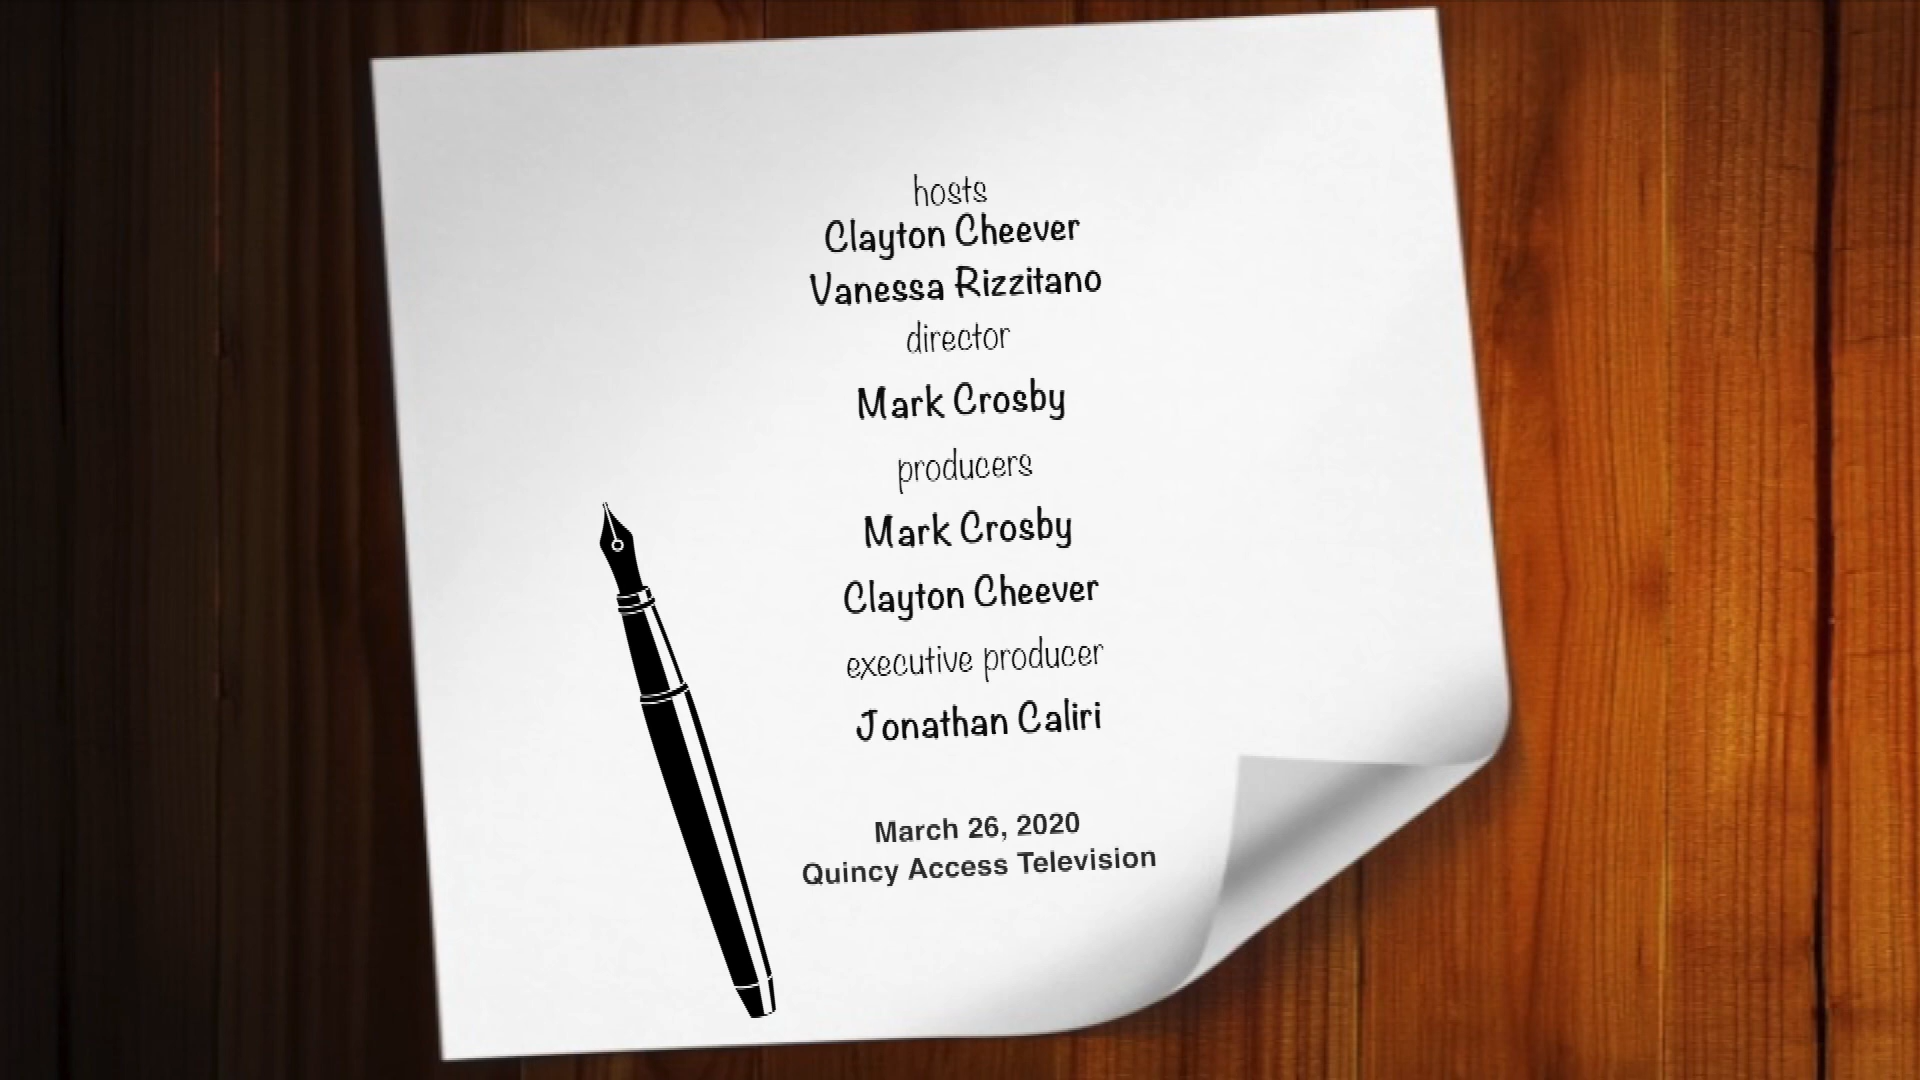 hosts
Clayton Cheever
Vanessa Rizzitano
director
Mark Crosby
producers
Mark Crosby
Clayton Cheever
executive producer
Jonathan Caliri
March 26, 2020
Quincy Access Television